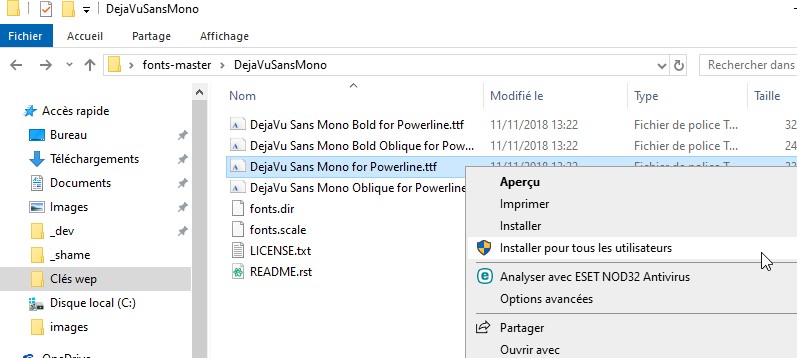 DejaVuSansMono
Fichier Accueil Partage Affichage
fonts-master DejaVuSansMono Rechercher dans
Nom Modifié le Type Taille
Accès rapide
Bureau
Téléchargements
Documents
Images
_dev
_shame
Clés wep
Disque local (C:)
images
DejaVu Sans Mono Bold for Powerline.ttf 11/11/2018 13:22 Fichier de police T... 32
DejaVu Sans Mono Bold Oblique for Pow... 11/11/2018 13:22 Fichier de police T... 24
DejaVu Sans Mono for Powerline.ttf
DejaVu Sans Mono Oblique for Powerline
fonts.dir
fonts.scale
LICENSE.txt
README.rst
Aperçu
Imprimer
Installer
Installer pour tous les utilisateurs
Analyser avec ESET NOD32 Antivirus
Options avancées
Partager
Ouvrir avec